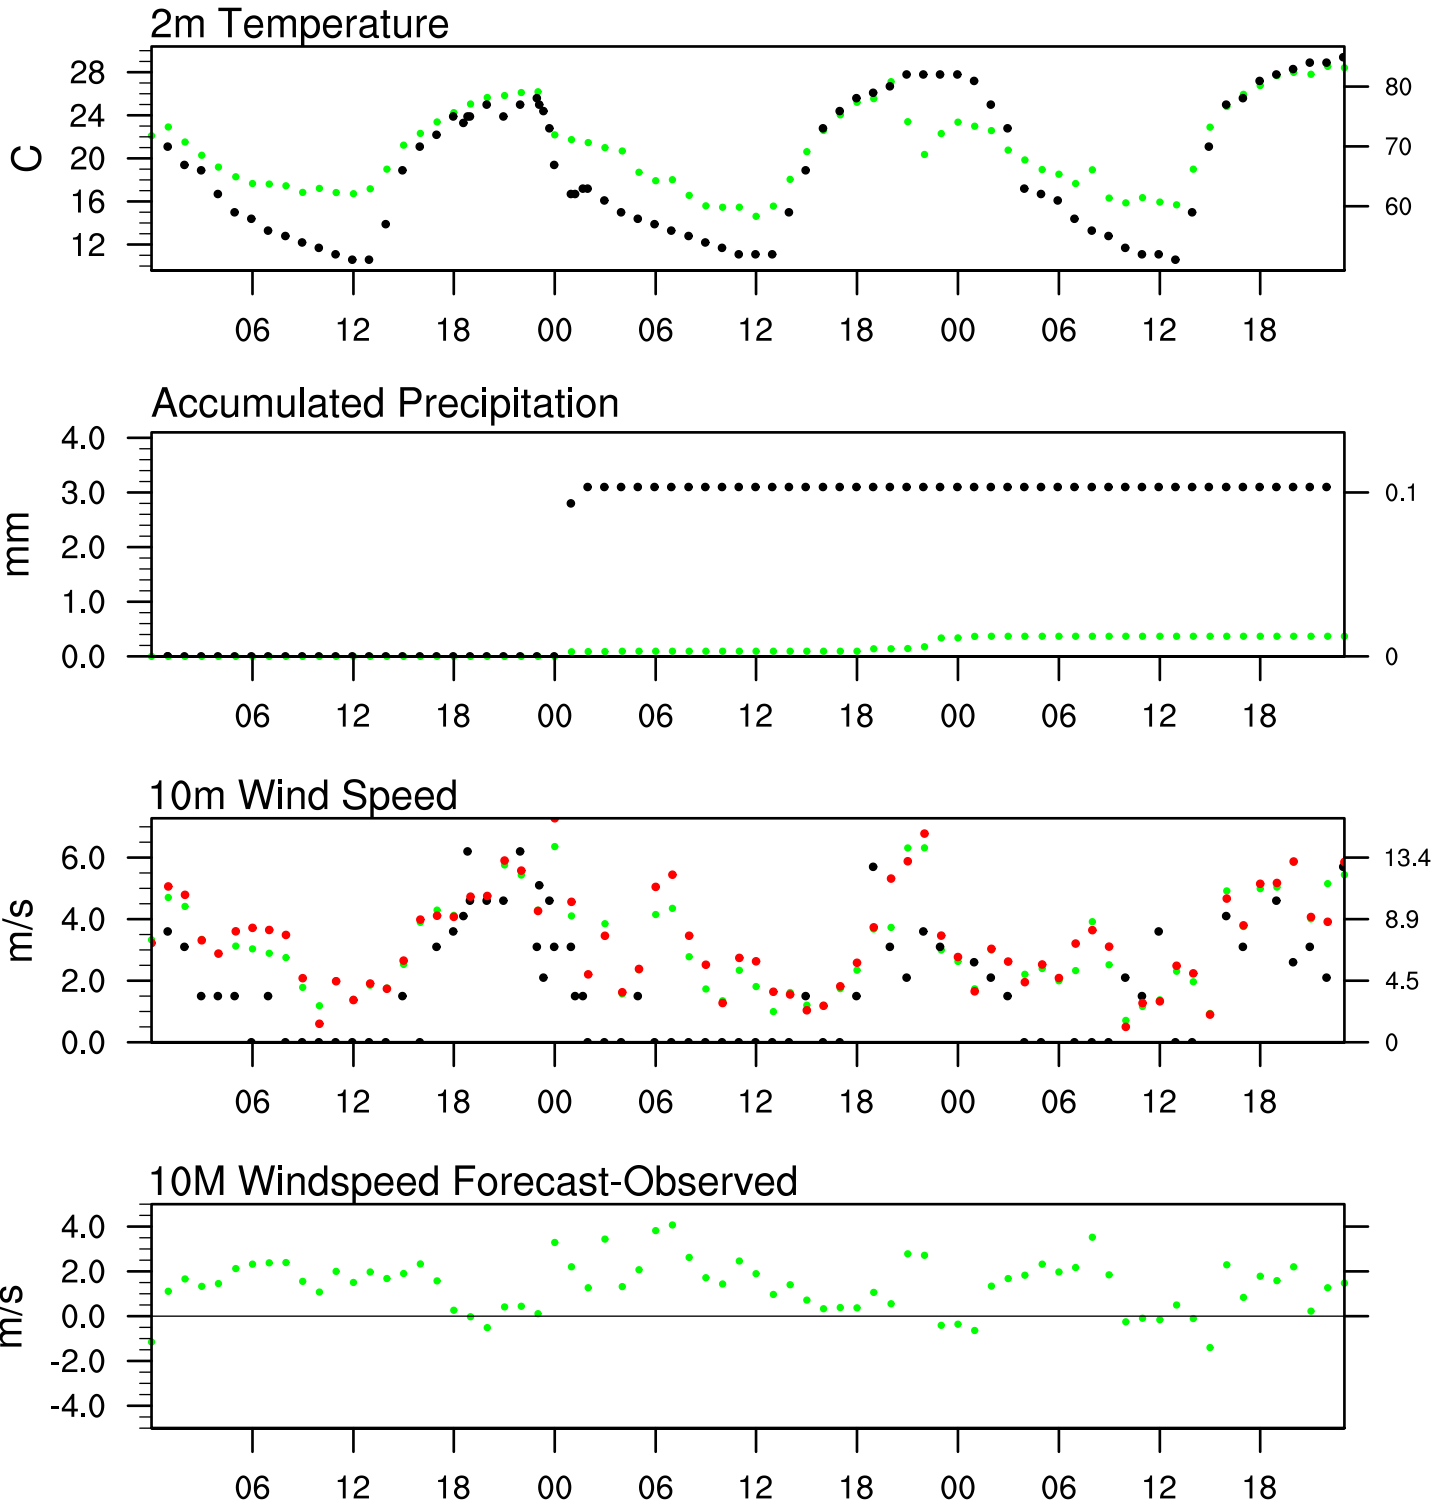 2m Temperature
28
24
20
16
12
C
80
70
60
06 12 18 00 06 12 18 00 06 12 18
Accumulated Precipitation
4.0
3.0
2.0
1.0
0.0
mm
0.1
0
06 12 18 00 06 12 18 00 06 12 18
10m Wind Speed
6.0
4.0
2.0
0.0
m/s
13.4
8.9
4.5
0
06 12 18 00 06 12 18 00 06 12 18
10M Windspeed Forecast-Observed
4.0
2.0
0.0
-2.0
-4.0
m/s
06 12 18 00 06 12 18 00 06 12 18